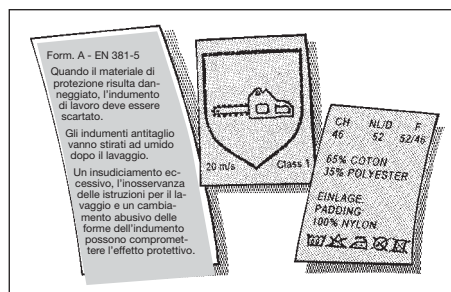 Form. A - EN 381-5
Quando il materiale di
protezione risulta dan-
neggiato, l'indumento
di lavoro deve essere
scartato.
Gli indumenti antitaglio
vanno stirati ad umido
dopo il lavaggio.
Un insudiciamento ec-
cessivo, l'inosservanza
delle istruzioni per il la-
vaggio e un cambia-
mento abusivo delle
forme dell'indumento
possono compromet-
tere l'effetto protettivo.
20 m/s Class 1
CH NL/D F
46 52 52/46
65% COTON
35% POLYESTER
EINLAGE
PADDING
100% NYLON